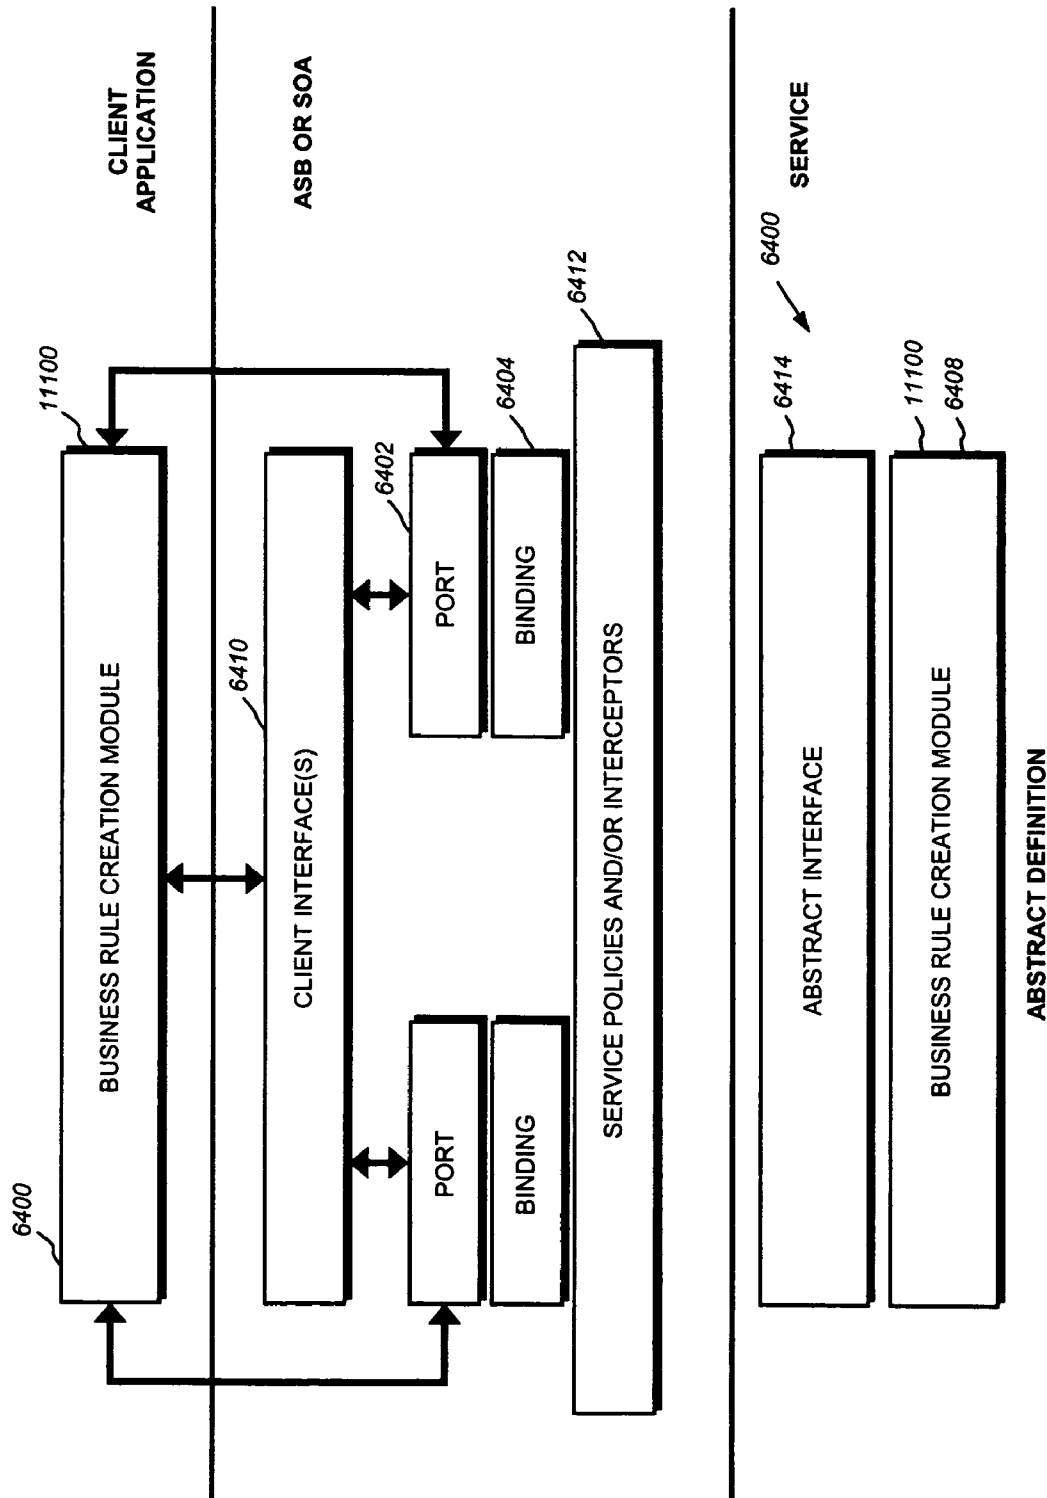 CLIENT
APPLICATION
6400
11100
BUSINESS RULE CREATION MODULE
ASB OR SOA
6410
CLIENT INTERFACE(S)
6402
PORT
PORT
6404
BINDING
BINDING
6412
SERVICE POLICIES AND/OR INTERCEPTORS
SERVICE
6400
6414
ABSTRACT INTERFACE
11100
6408
BUSINESS RULE CREATION MODULE
ABSTRACT DEFINITION